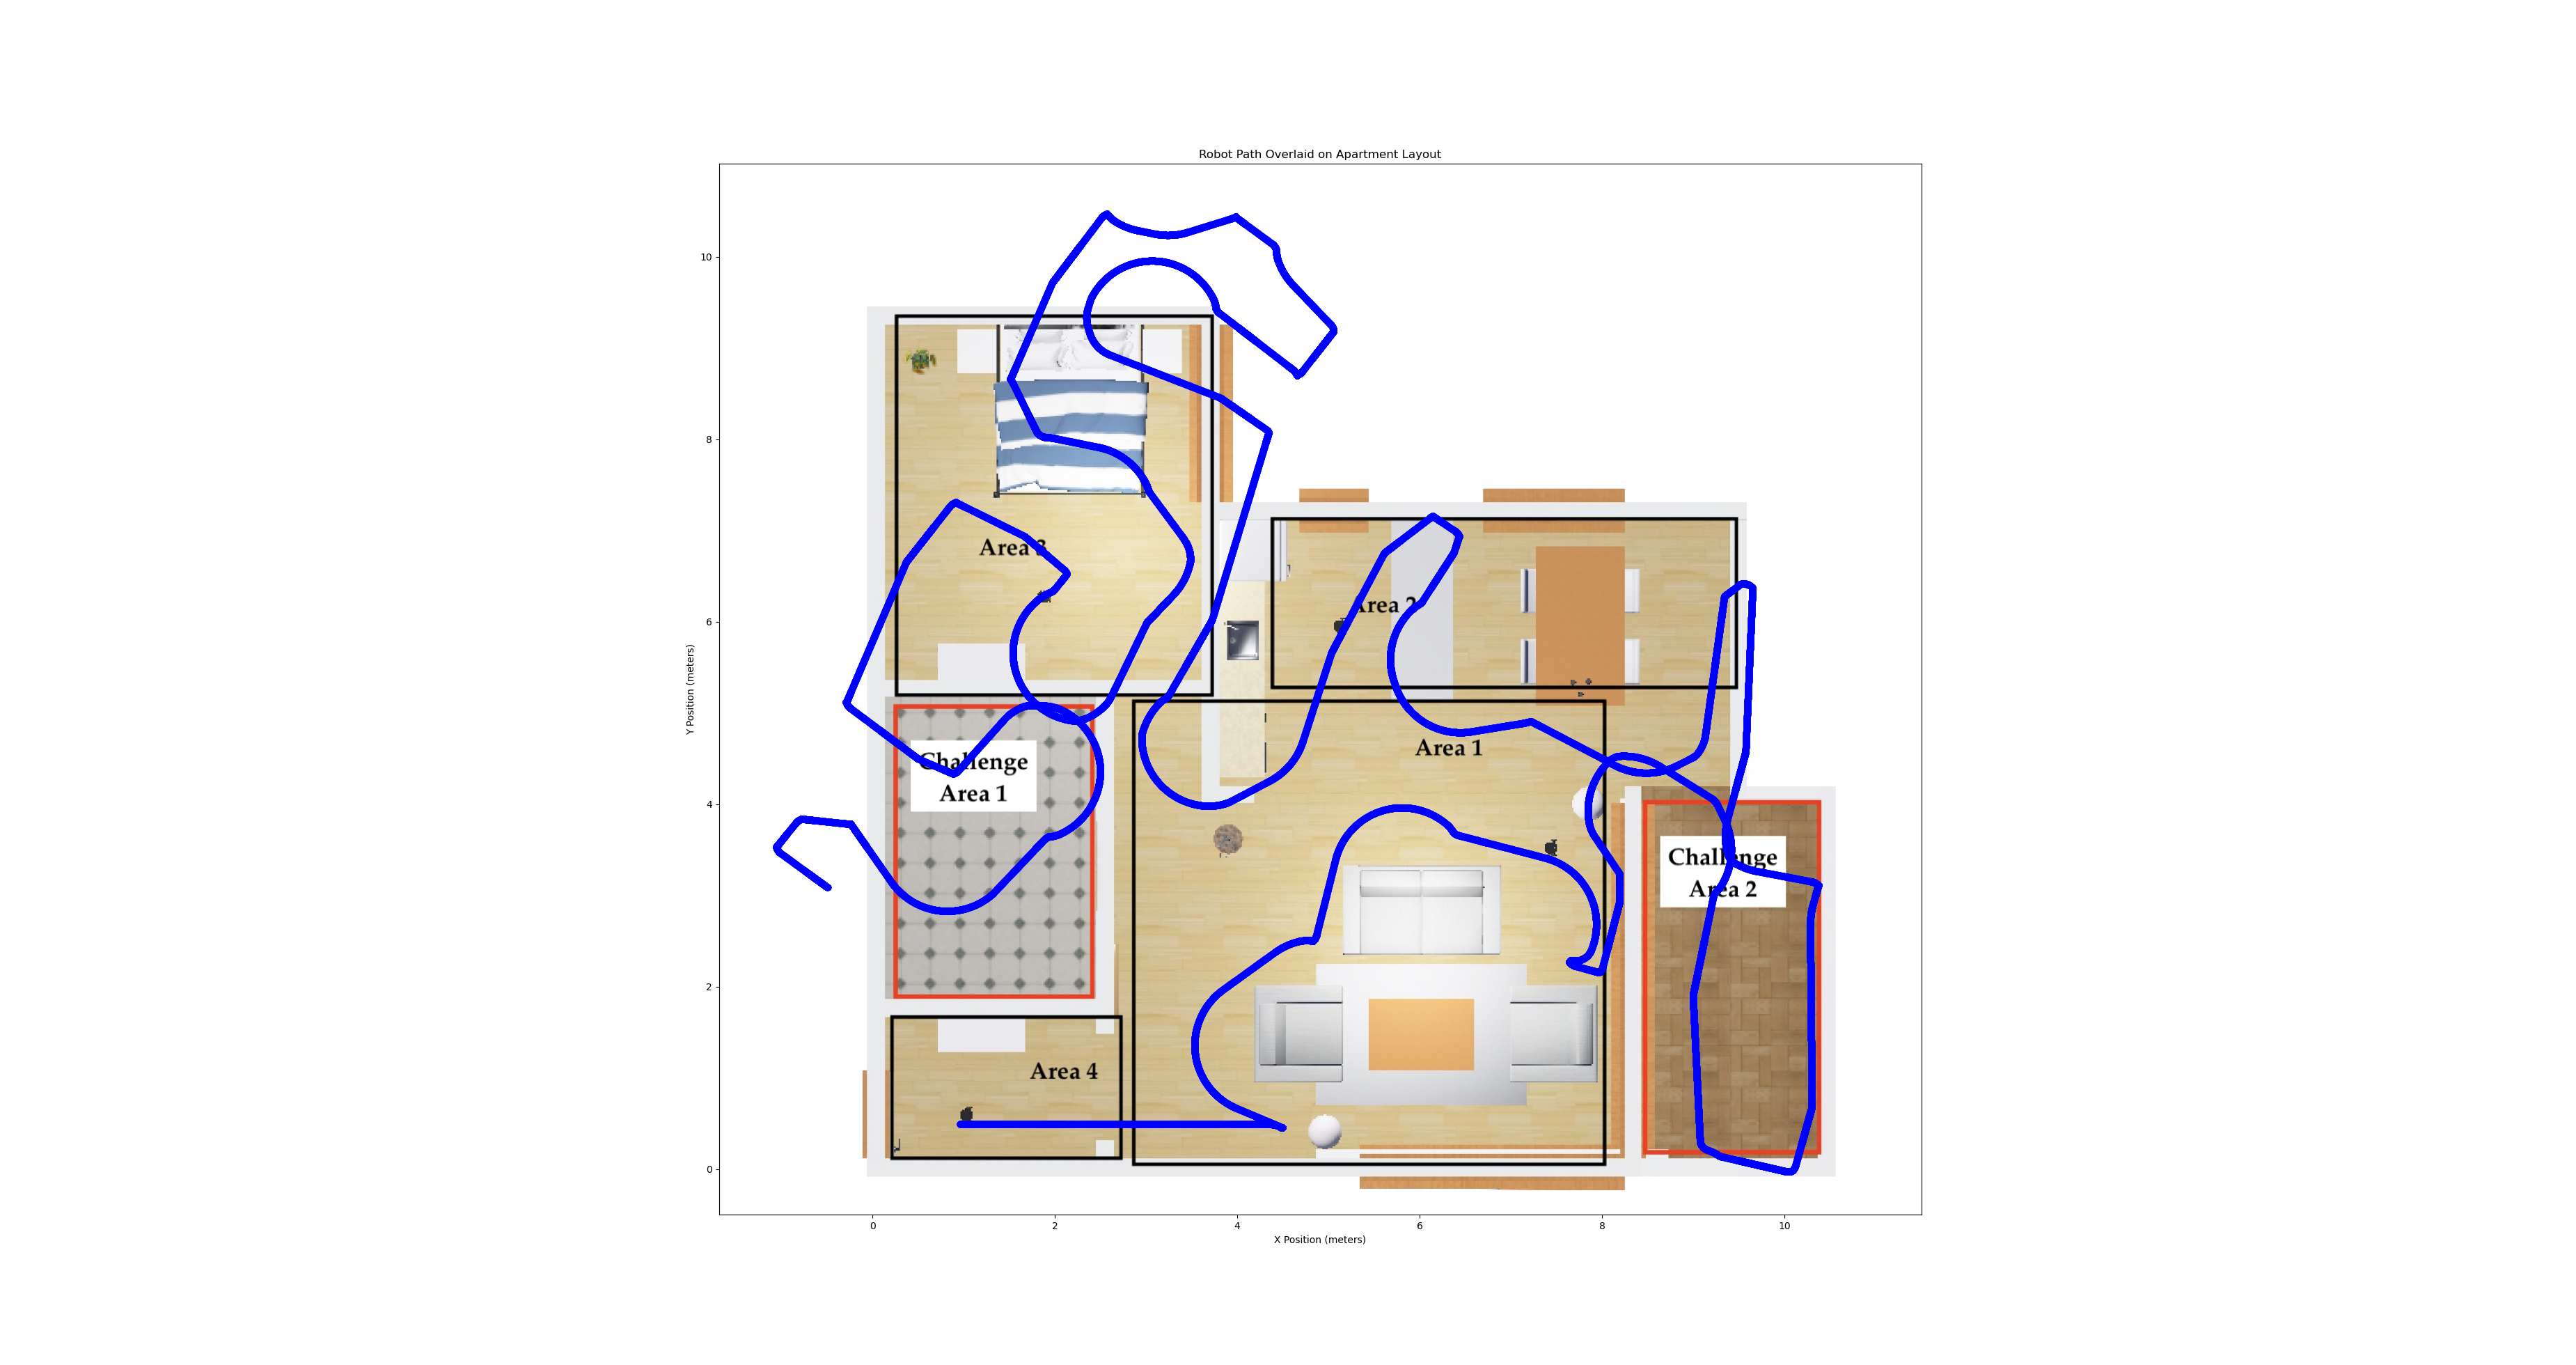 Robot Path Overlaid on Apartment Layout
10
8
6
4
2
0
Y Position (meters)
Area 3
Area 2
Area 1
Challenge
Area 1
Challenge
Area 2
Area 4
0
2
4
6
8
10
X Position (meters)